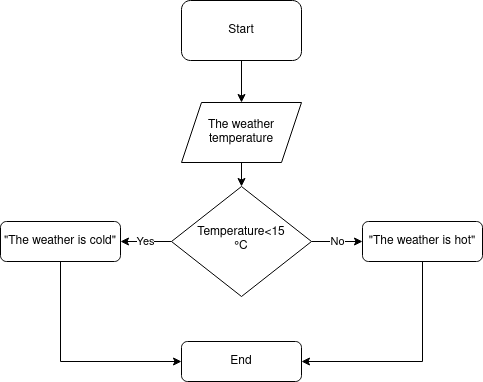 Start
The weather
temperature
Temperature<15
°C
"The weather is cold"
Yes
No
"The weather is hot"
End